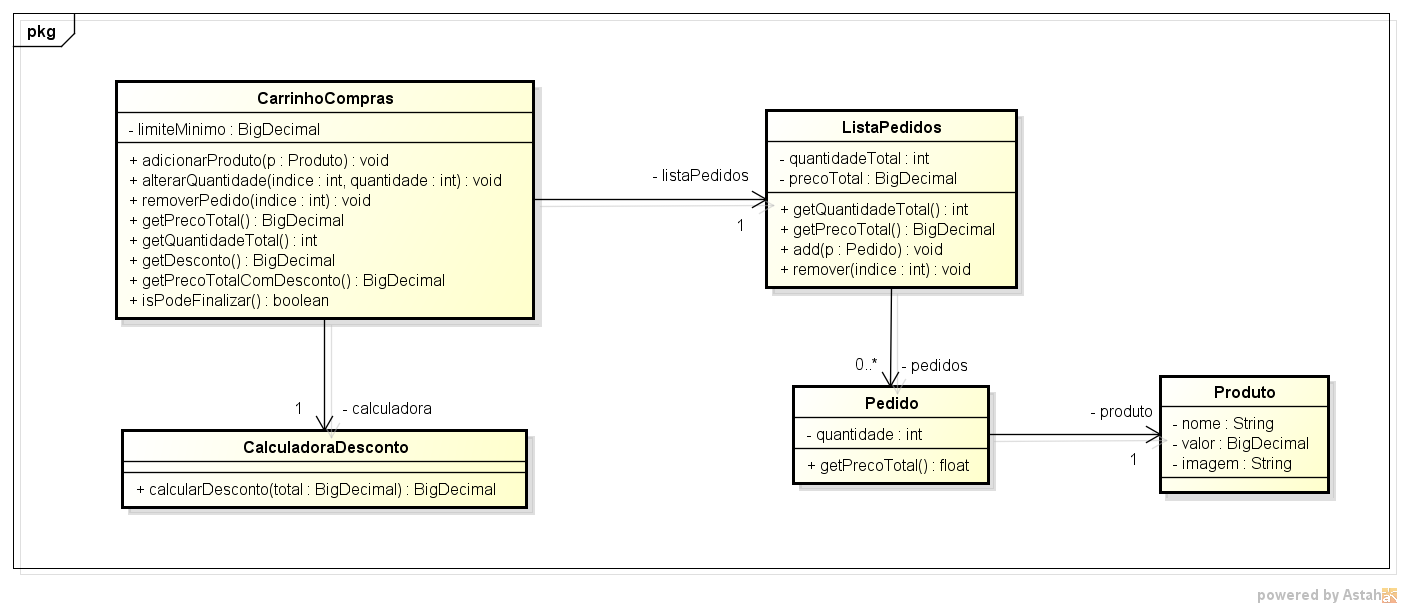 pkg
CarrinhoCompras
- limiteMinimo : BigDecimal
+ adicionarProduto(p : Produto) : void
+ alterarQuantidade(indice : int, quantidade : int) : void
+ removerPedido(indice : int) : void
+ getPrecoTotal() : BigDecimal
+ getQuantidadeTotal() : int
+ getDesconto() : BigDecimal
+ getPrecoTotalComDesconto() : BigDecimal
+ isPodeFinalizar() : boolean
- listaPedidos
1
ListaPedidos
- quantidadeTotal : int
- precoTotal : BigDecimal
+ getQuantidadeTotal() : int
+ getPrecoTotal() : BigDecimal
+ add(p : Pedido) : void
+ remover(indice : int) : void
1
- calculadora
CalculadoraDesconto
+ calcularDesconto(total : BigDecimal) : BigDecimal
0..*
- pedidos
Pedido
- quantidade : int
+ getPrecoTotal() : float
- produto
1
Produto
- nome : String
- valor : BigDecimal
- imagem : String
powered by Astah